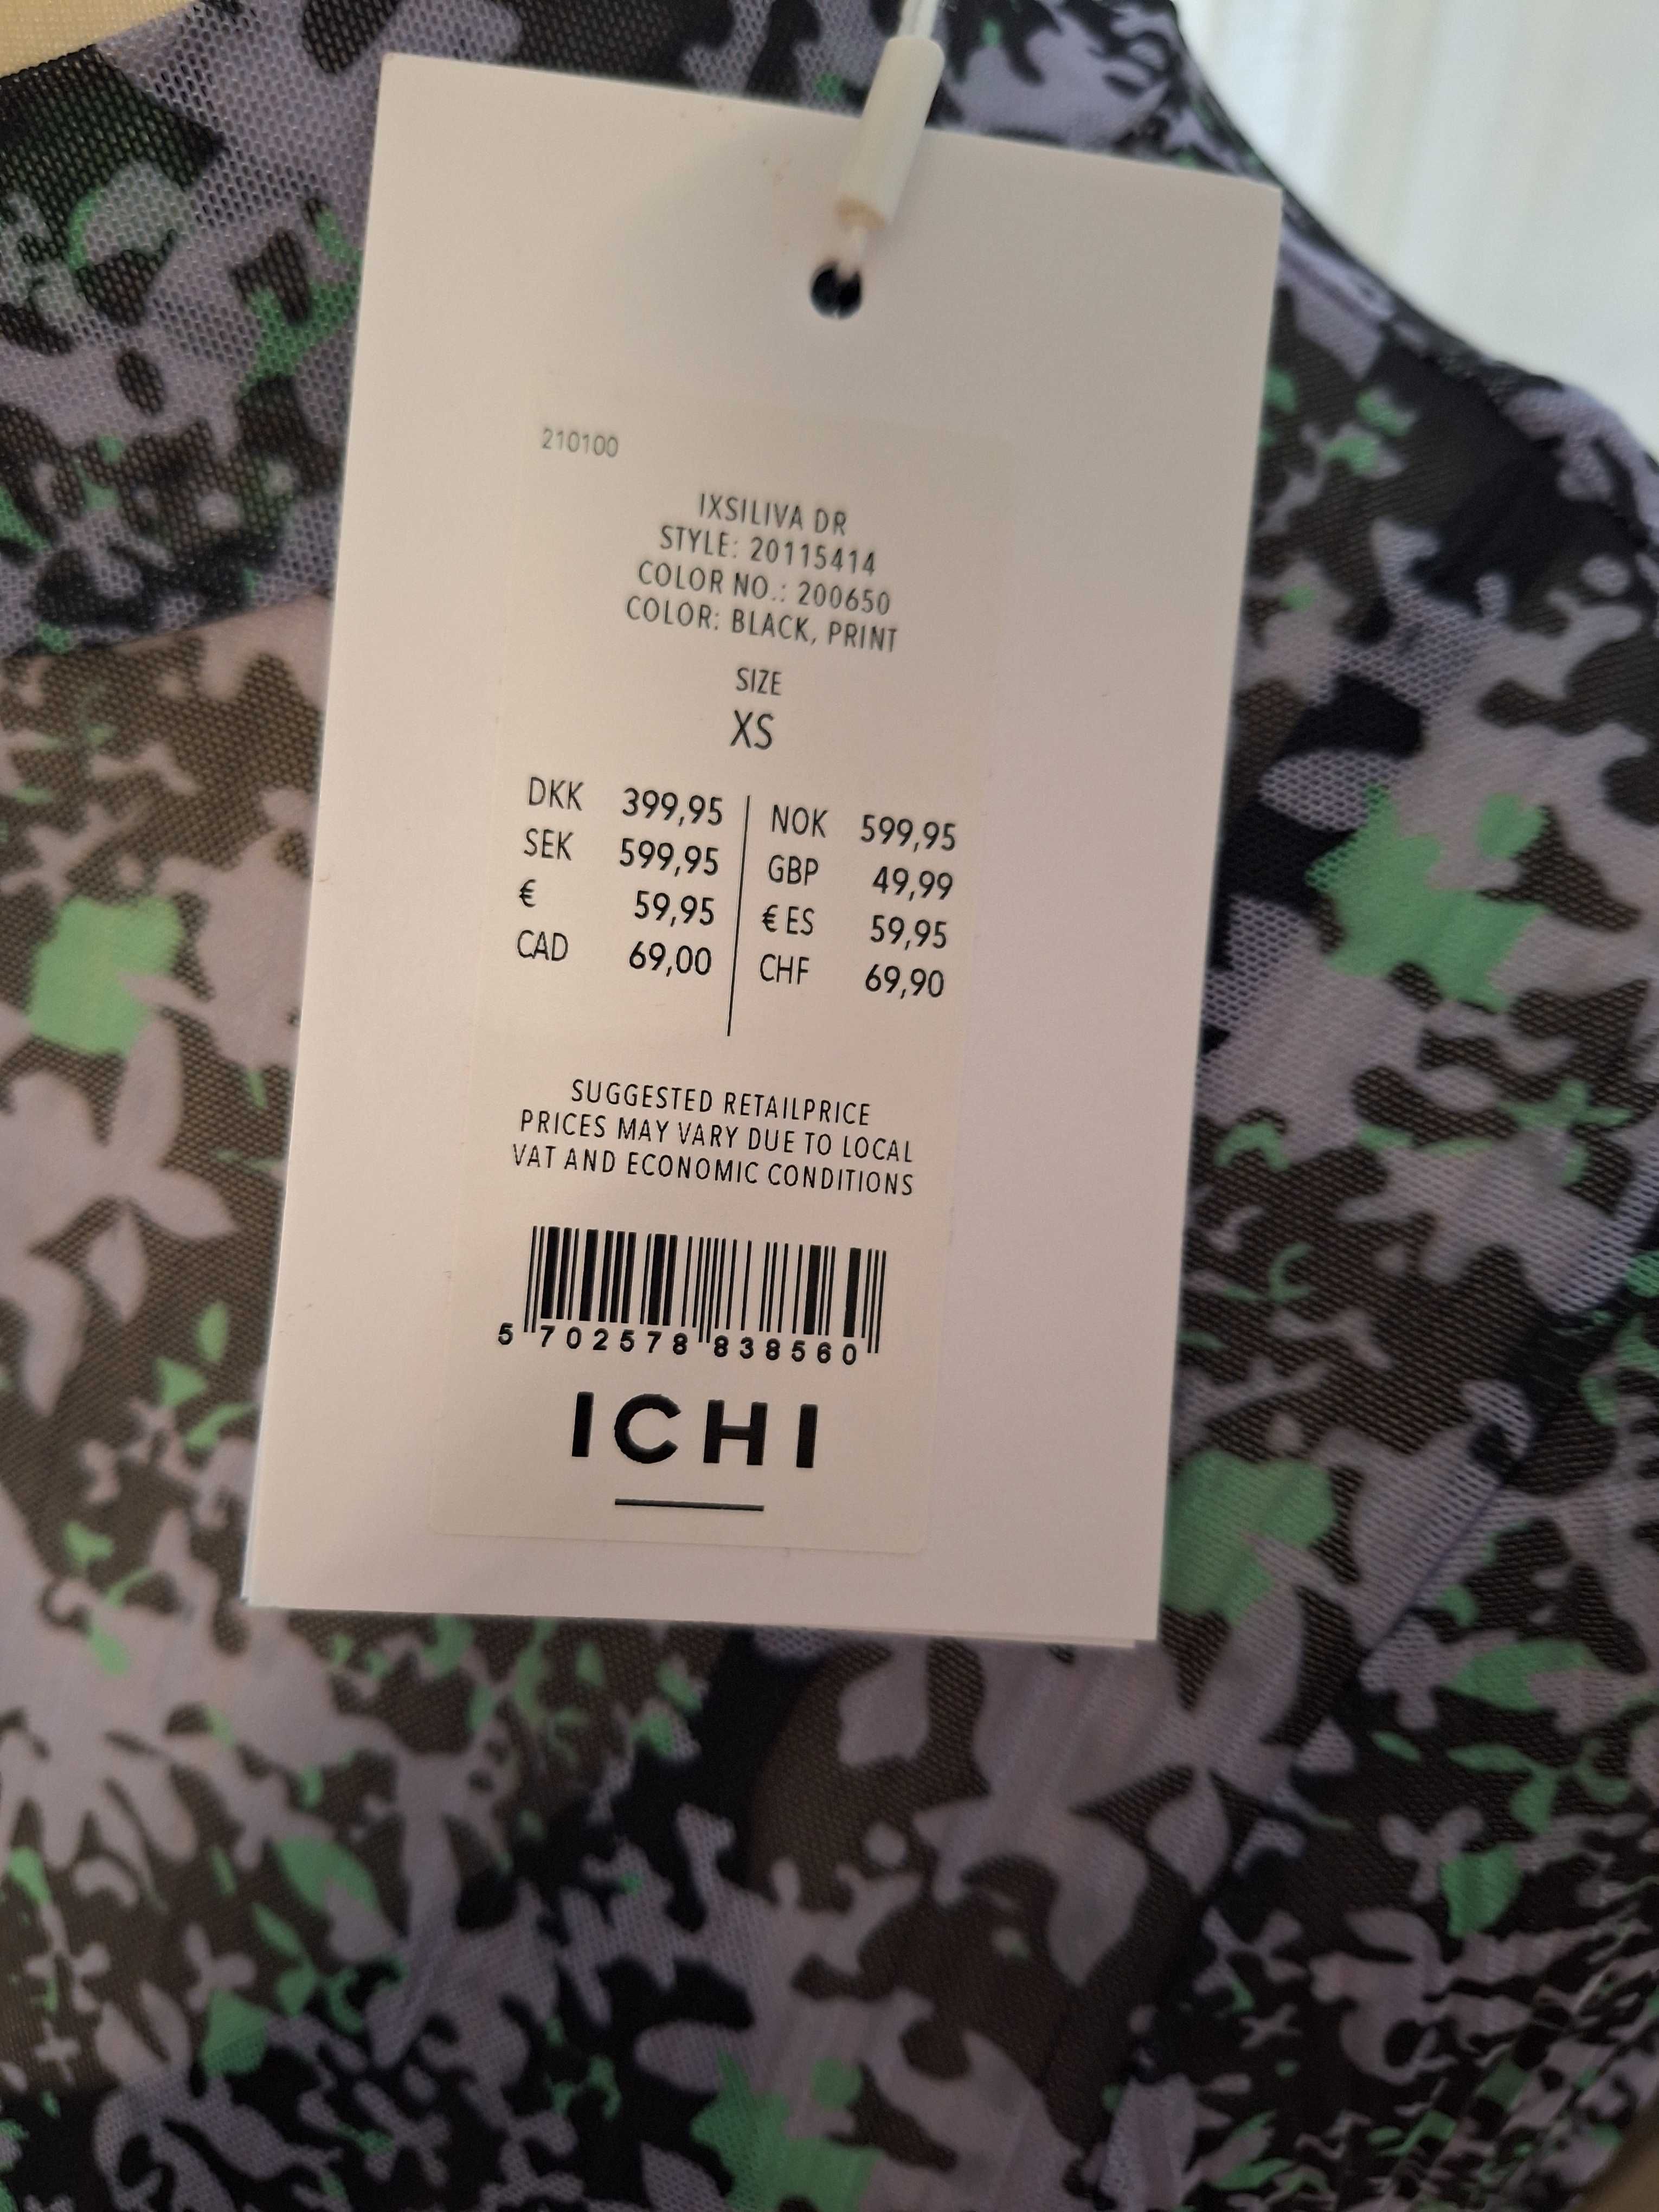 210100
IXSILIVA DR
STYLE: 20115414
COLOR NO.: 200650
COLOR: BLACK, PRINT
SIZE
XS
DKK 399,95 NOK 599,95
SEK 599,95 GBP 49,99
€ 59,95 € ES 59,95
CAD 69,00 CHF 69,90
SUGGESTED RETAILPRICE
PRICES MAY VARY DUE TO LOCAL
VAT AND ECONOMIC CONDITIONS
5 702578 838560
ICHI